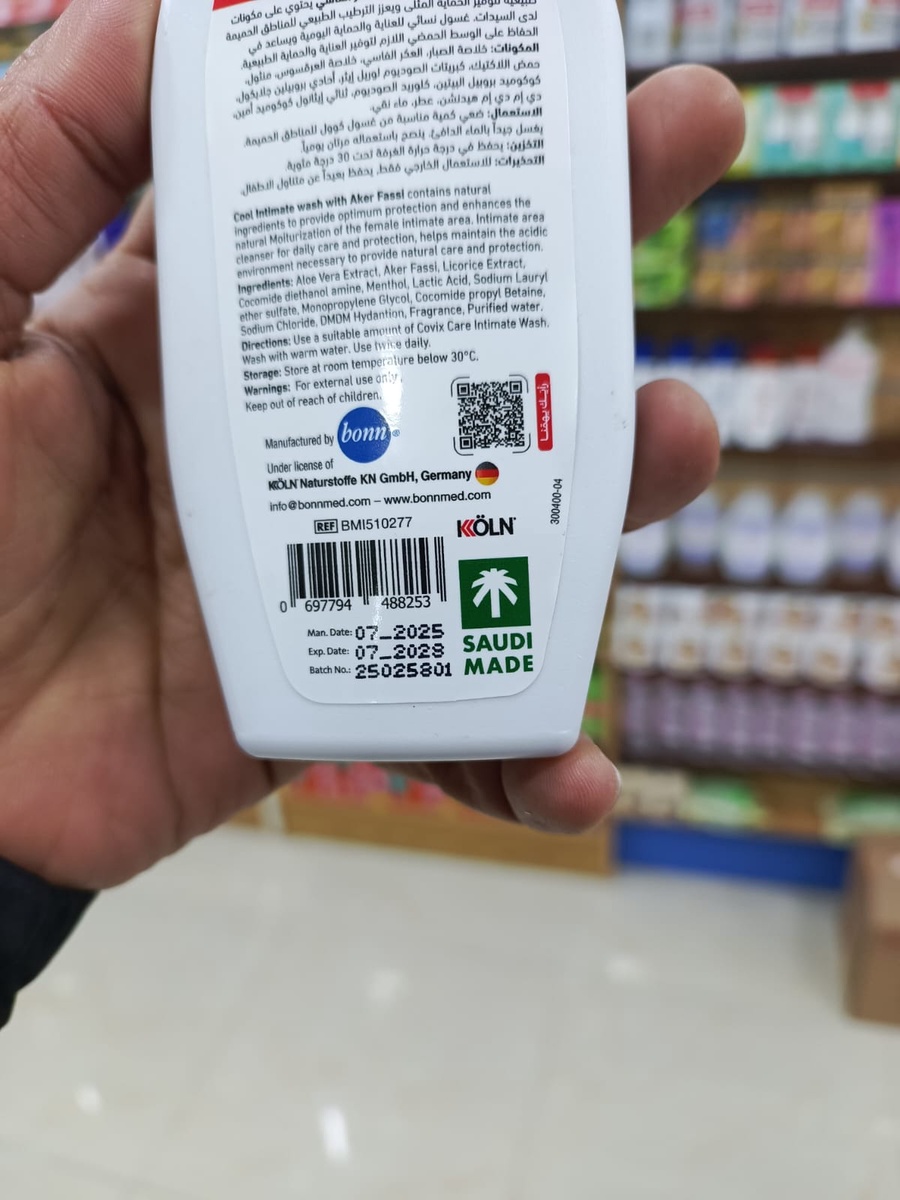 طبيعية لتوفير الحماية المثلى ويعزز الترطيب الطبيعي للمناطق الحميمة
لدى السيدات. غسول نسائي للعناية والحماية اليومية ويساعد في
الحفاظ على الوسط الحمضي اللازم لتوفير العناية والحماية الطبيعية.
المكونات: خلاصة الصبار، العكر الفاسي، خلاصة العرقسوس، منثول،
حمض اللاكتيك، كبريتات الصوديوم لوريل إيثر، أحادي بروبيلين جلايكول،
كوكوميد بروبيل البيتين، كلوريد الصوديوم، ثنائي إيثانول كوكوميد أمين،
دي إم دي إم هيدنشن، عطر، ماء نقي.
الاستعمال: ضعي كمية مناسبة من غسول كوول للمناطق الحميمة.
يغسل جيداً بالماء الدافئ. ينصح باستعماله مرتان يومياً.
التخزين: يحفظ في درجة حرارة الغرفة تحت 30 درجة مئوية.
التحذيرات: للاستعمال الخارجي فقط، يحفظ بعيداً عن متناول الأطفال.
Cool Intimate wash with Aker Fassi contains natural
ingredients to provide optimum protection and enhances the
natural Moiturization of the female intimate area. Intimate area
cleanser for daily care and protection, helps maintain the acidic
environment necessary to provide natural care and protection.
Ingredients: Aloe Vera Extract, Aker Fassi, Licorice Extract,
Cocomide diethanol amine, Menthol, Lactic Acid, Sodium Lauryl
ether sulfate, Monopropylene Glycol, Cocomide propyl Betaine,
Sodium Chloride, DMDM Hydantion, Fragrance, Purified water.
Directions: Use a suitable amount of Covix Care Intimate Wash.
Wash with warm water. Use twice daily.
Storage: Store at room temperature below 30°C.
Warnings: For external use only.
Keep out of reach of children.
رأيك يهمنا
Manufactured by bonn®
Under license of
KÖLN Naturstoffe KN GmbH, Germany
info@bonnmed.com – www.bonnmed.com
300400-04
REF BMI510277
KÖLN
0 697794 488253
Man. Date: 07_2025
Exp. Date: 07_2028
Batch No.: 25025801
SAUDI
MADE